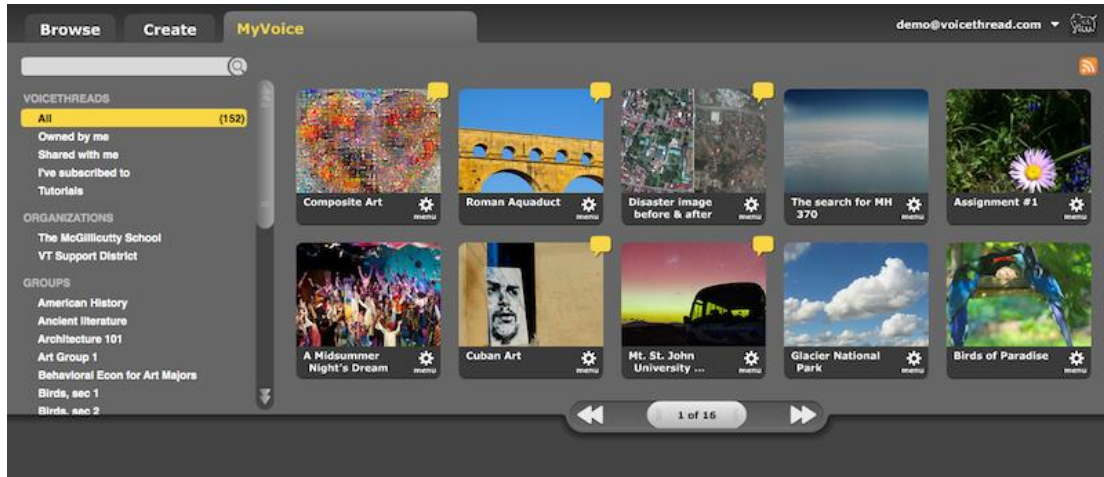 Browse
Create
MyVoice
demo@voicethread.com
VOICETHREADS
All (152)
Owned by me
Shared with me
I've subscribed to
Tutorials
ORGANIZATIONS
The McGillicutty School
VT Support District
GROUPS
American History
Ancient literature
Architecture 101
Art Group 1
Behavioral Econ for Art Majors
Birds, sec 1
Birds, sec 2
Composite Art
menu
Roman Aquaduct
menu
Disaster image
before & after
menu
The search for MH
370
menu
Assignment #1
menu
A Midsummer
Night's Dream
menu
Cuban Art
menu
Mt. St. John
University ...
menu
Glacier National
Park
menu
Birds of Paradise
menu
1 of 16